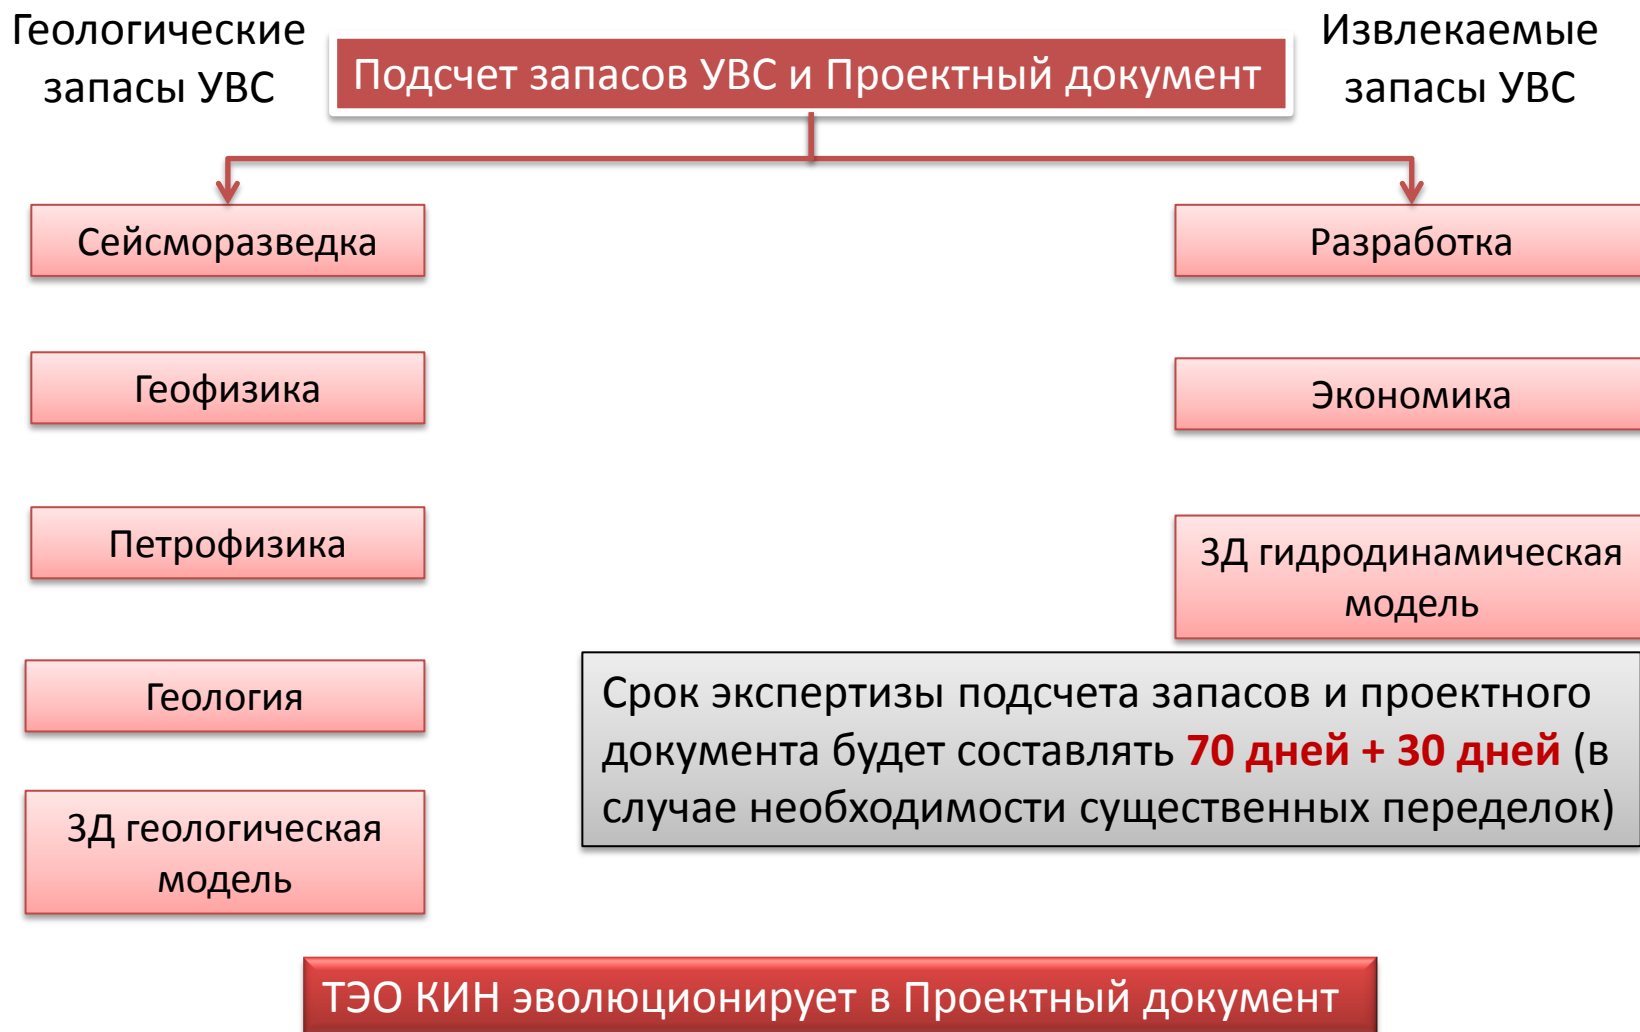 Геологические
запасы УВС
Подсчет запасов УВС и Проектный документ
Извлекаемые
запасы УВС
Сейсморазведка
Геофизика
Петрофизика
Геология
3Д геологическая
модель
Разработка
Экономика
3Д гидродинамическая
модель
Срок экспертизы подсчета запасов и проектного
документа будет составлять 70 дней + 30 дней (в
случае необходимости существенных переделок)
ТЭО КИН эволюционирует в Проектный документ